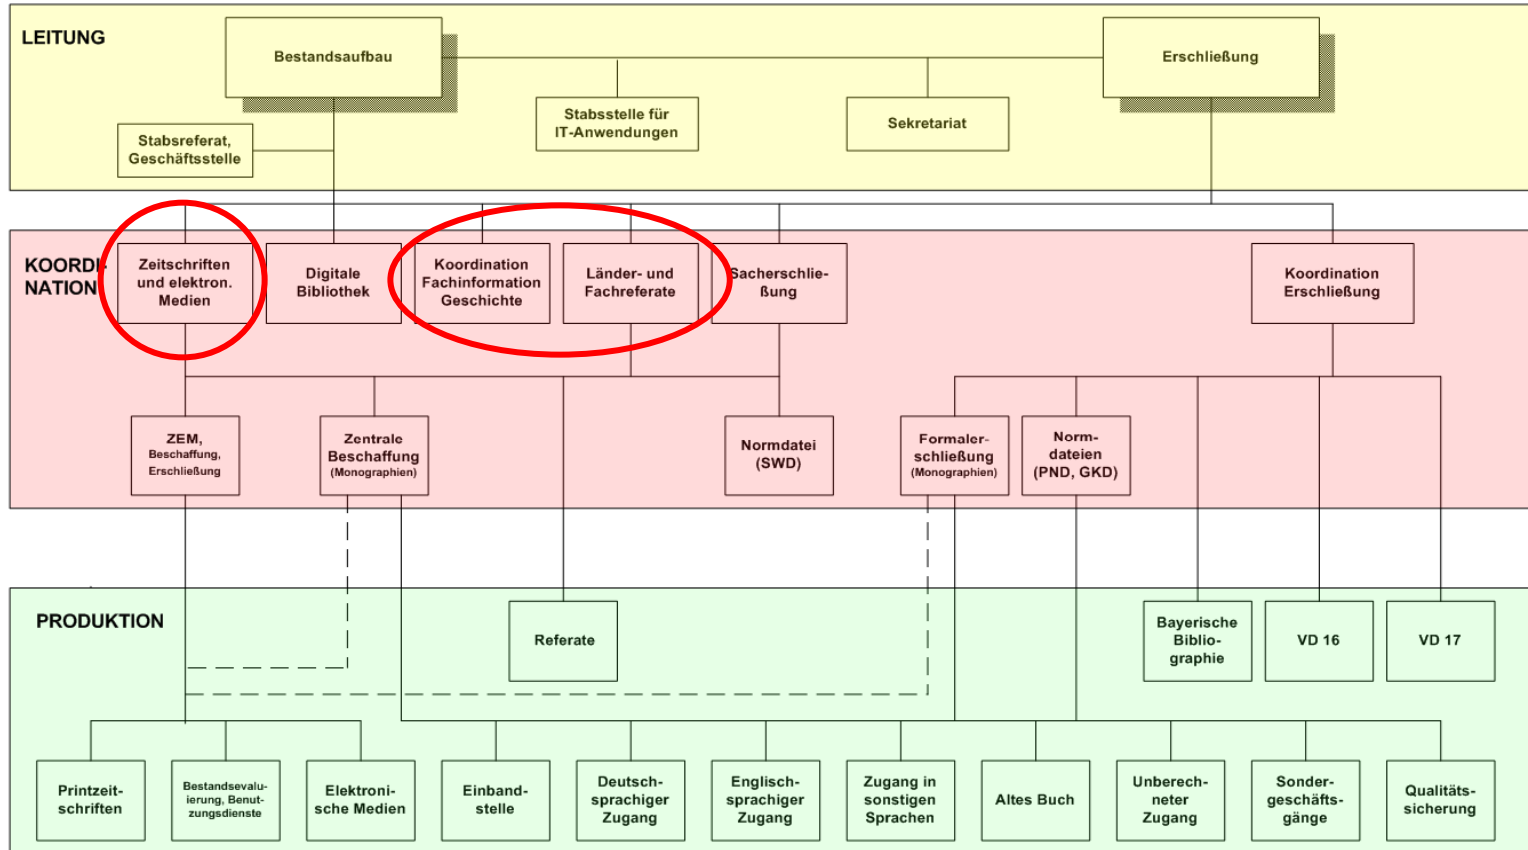 LEITUNG
Bestandsaufbau
Erschließung
Stabsstelle für
IT-Anwendungen
Sekretariat
Stabsreferat,
Geschäftsstelle
KOORDI-
NATION
Zeitschriften
und elektron.
Medien
Digitale
Bibliothek
Koordination
Fachinformation
Geschichte
Länder- und
Fachreferate
Sacherschlie-
ßung
Koordination
Erschließung
ZEM,
Beschaffung,
Erschließung
Zentrale
Beschaffung
(Monographien)
Normdatei
(SWD)
Formaler-
schließung
(Monographien)
Norm-
dateien
(PND, GKD)
PRODUKTION
Referate
Bayerische
Biblio-
graphie
VD 16
VD 17
Printzeit-
schriften
Bestandsevalu-
ierung, Benut-
zungsdienste
Elektroni-
sche Medien
Einband-
stelle
Deutsch-
sprachiger
Zugang
Englisch-
sprachiger
Zugang
Zugang in
sonstigen
Sprachen
Altes Buch
Unberech-
neter
Zugang
Sonder-
geschäfts-
gänge
Qualitäts-
sicherung